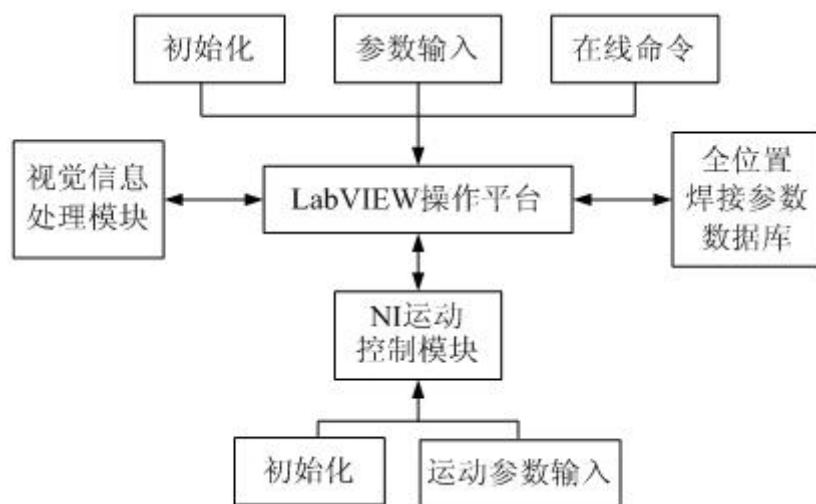 初始化
参数输入
在线命令
视觉信息
处理模块
LabVIEW操作平台
全位置
焊接参数
数据库
NI运动
控制模块
初始化
运动参数输入